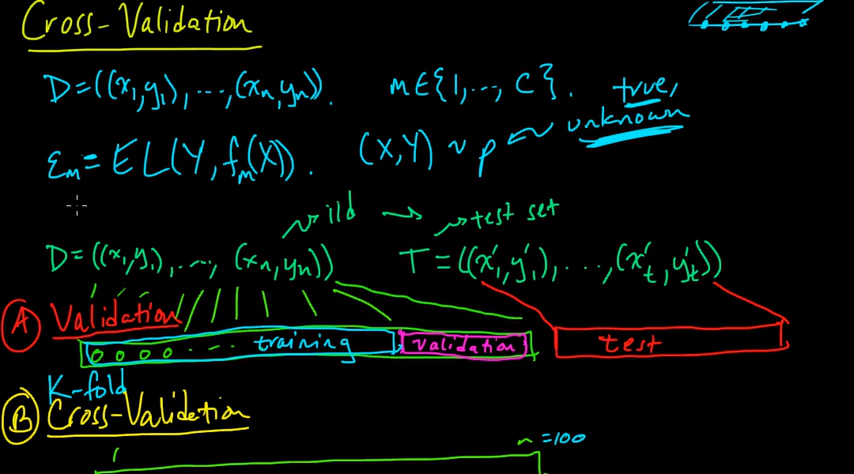 Cross-Validation
D=((x₁,y₁),...,(xₙ,yₙ)). m∈{1,...,C}. true,
unknown
εₘ = E L(Y, fₘ(X)). (X,Y) ~ p
iid test set
D=((x₁,y₁),...,(xₙ,yₙ)) T=((x'₁,y'₁),...,(x'ₜ,y'ₜ))
A Validation
0 0 0 0 ... training validation test
K-fold
B Cross-Validation
n=100
1